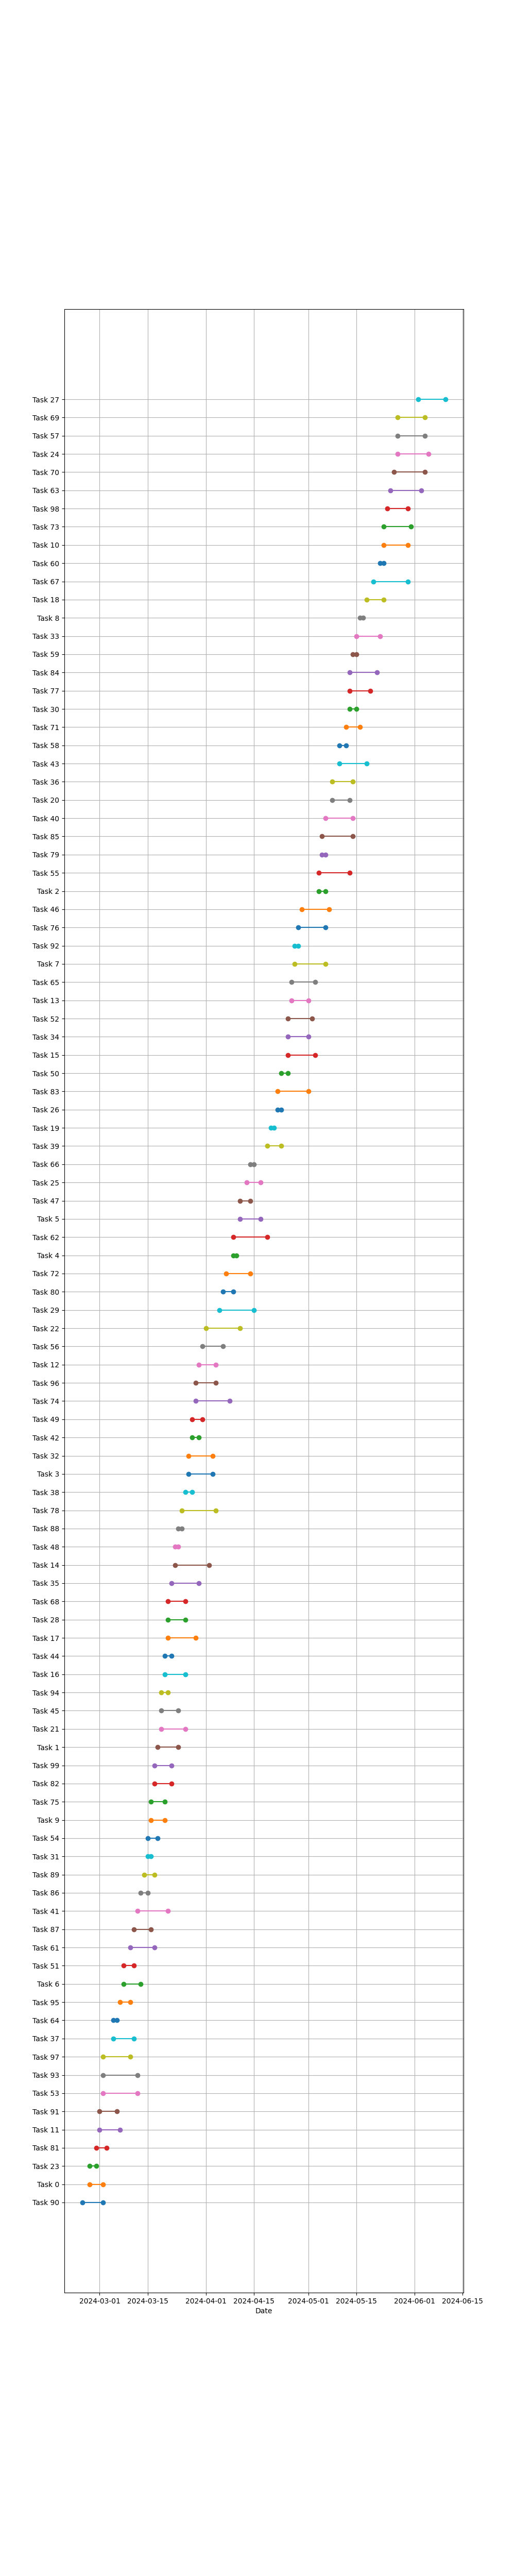 Task 27
Task 69
Task 57
Task 24
Task 70
Task 63
Task 98
Task 73
Task 10
Task 60
Task 67
Task 18
Task 8
Task 33
Task 59
Task 84
Task 77
Task 30
Task 71
Task 58
Task 43
Task 36
Task 20
Task 40
Task 85
Task 79
Task 55
Task 2
Task 46
Task 76
Task 92
Task 7
Task 65
Task 13
Task 52
Task 34
Task 15
Task 50
Task 83
Task 26
Task 19
Task 39
Task 66
Task 25
Task 47
Task 5
Task 62
Task 4
Task 72
Task 80
Task 29
Task 22
Task 56
Task 12
Task 96
Task 74
Task 49
Task 42
Task 32
Task 3
Task 38
Task 78
Task 88
Task 48
Task 14
Task 35
Task 68
Task 28
Task 17
Task 44
Task 16
Task 94
Task 45
Task 21
Task 1
Task 99
Task 82
Task 75
Task 9
Task 54
Task 31
Task 89
Task 86
Task 41
Task 87
Task 61
Task 51
Task 6
Task 95
Task 64
Task 37
Task 97
Task 93
Task 53
Task 91
Task 11
Task 81
Task 23
Task 0
Task 90
2024-03-01 2024-03-15 2024-04-01 2024-04-15 2024-05-01 2024-05-15 2024-06-01 2024-06-15
Date